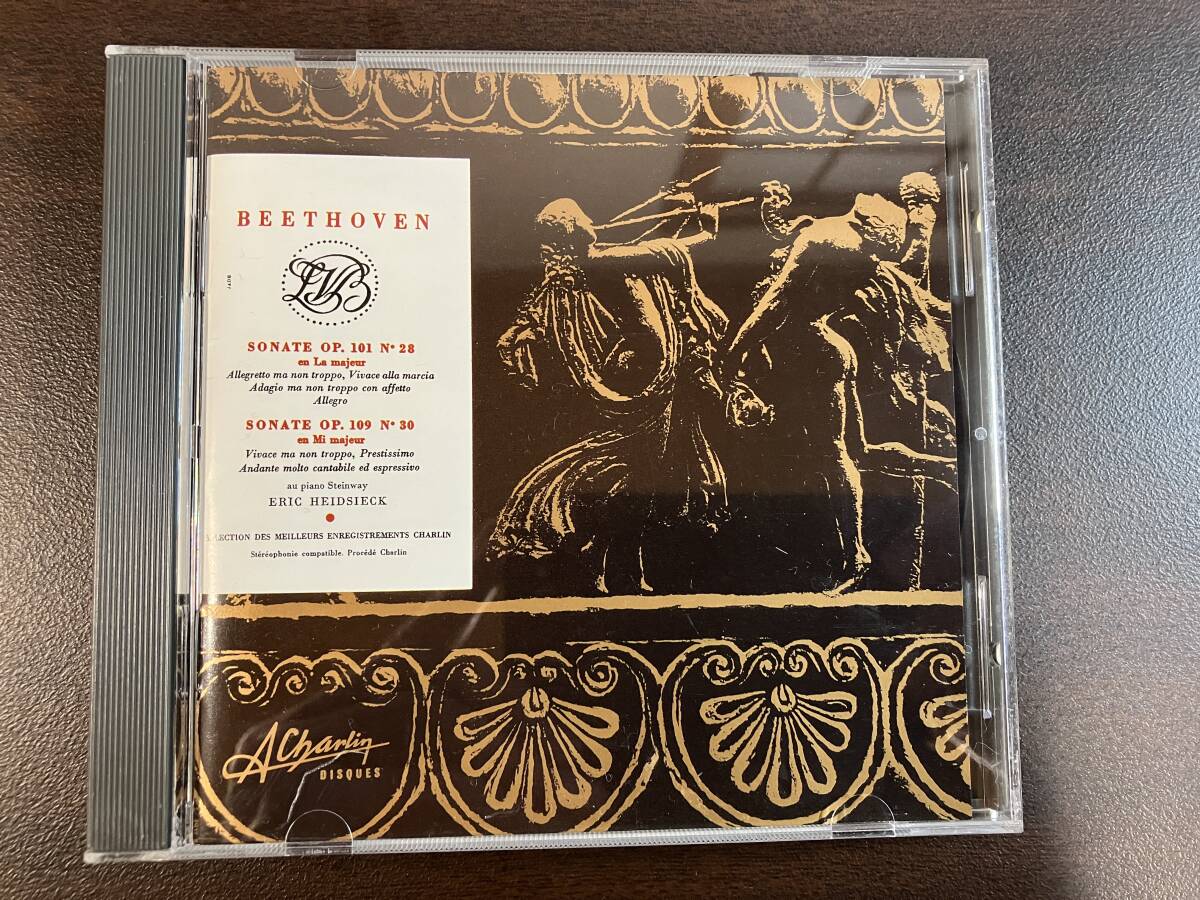 BEETHOVEN
LVB
SONATE OP. 101 N° 28
en La majeur
Allegretto ma non troppo, Vivace alla marcia
Adagio ma non troppo con affetto
Allegro
SONATE OP. 109 N° 30
en Mi majeur
Vivace ma non troppo, Prestissimo
Andante molto cantabile ed espressivo
au piano Steinway
ERIC HEIDSIECK
DES MEILLEURS ENREGISTREMENTS CHARLIN
Stéréophonie compatible. Procédé Charlin
ACharlin
DISQUES